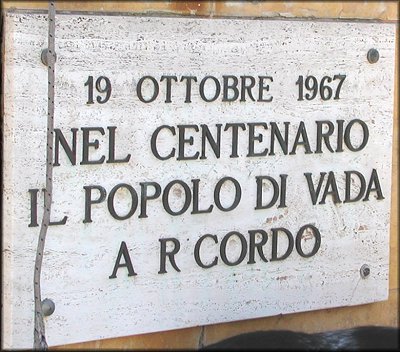 19 OTTOBRE 1967
NEL CENTENARIO
IL POPOLO DI VADA
A R CORDO